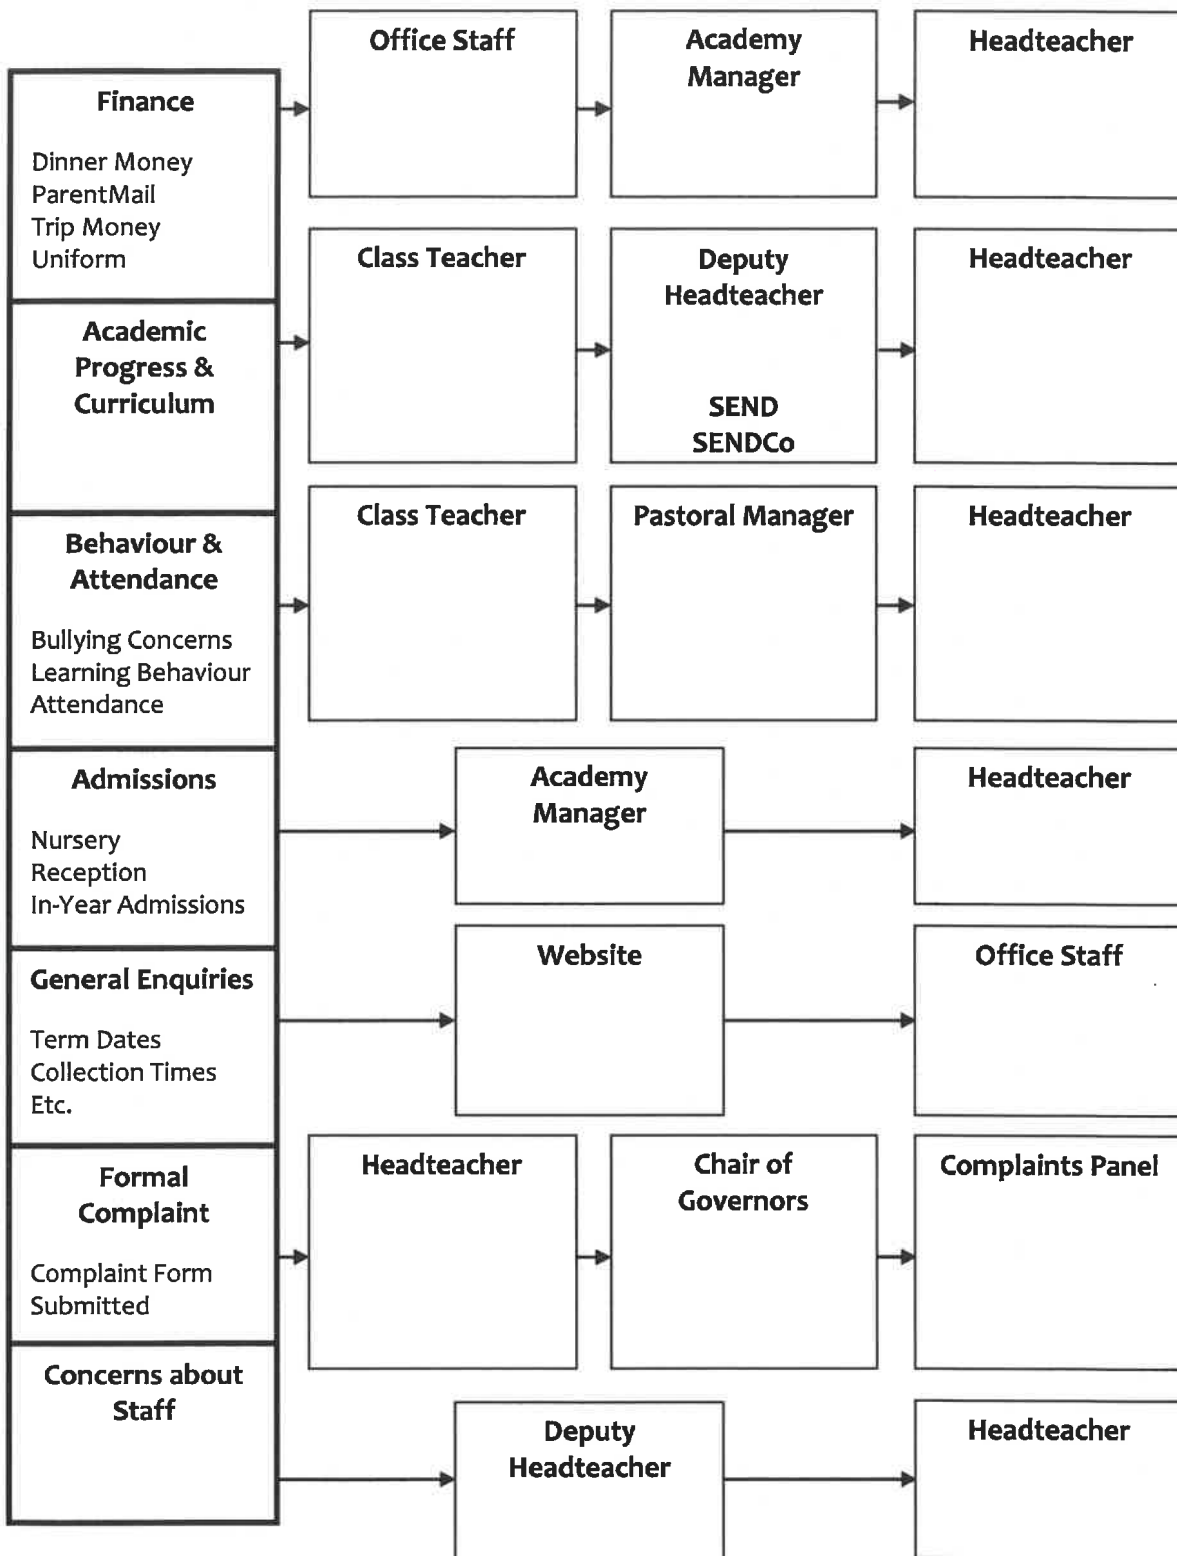 Finance
Dinner Money
ParentMail
Trip Money
Uniform
Office Staff
Academy
Manager
Headteacher
Academic
Progress &
Curriculum
Class Teacher
Deputy
Headteacher
SEND
SENDCo
Headteacher
Behaviour &
Attendance
Bullying Concerns
Learning Behaviour
Attendance
Class Teacher
Pastoral Manager
Headteacher
Admissions
Nursery
Reception
In-Year Admissions
Academy
Manager
Headteacher
General Enquiries
Term Dates
Collection Times
Etc.
Website
Office Staff
Formal
Complaint
Complaint Form
Submitted
Headteacher
Chair of
Governors
Complaints Panel
Concerns about
Staff
Deputy
Headteacher
Headteacher